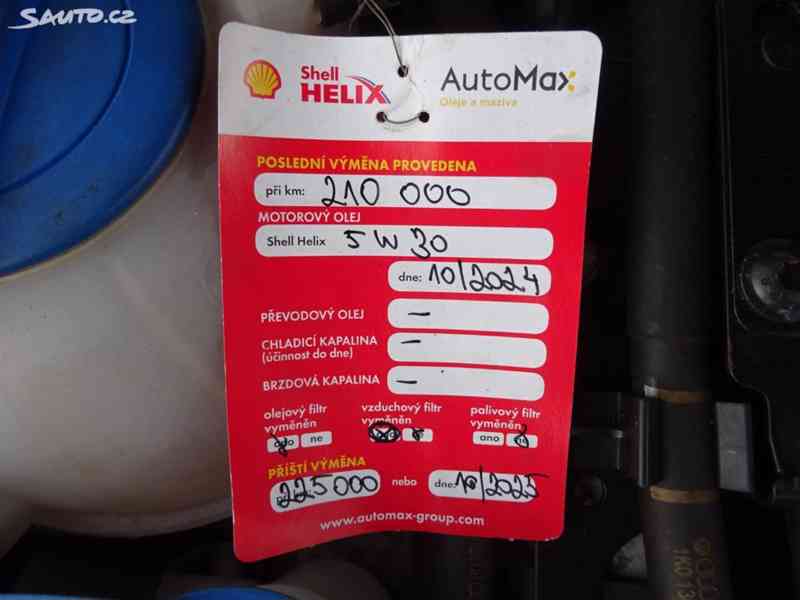 SAUTO.CZ
Shell
HELIX
AutoMax
Oleje a maziva
POSLEDNÍ VÝMĚNA PROVEDENA
při km: 210 000
MOTOROVÝ OLEJ
Shell Helix 5W30
dne: 10/2024
PŘEVODOVÝ OLEJ –
CHLADICÍ KAPALINA –
(účinnost do dne)
BRZDOVÁ KAPALINA –
olejový filtr vyměněn
ano ne
vzduchový filtr vyměněn
palivový filtr vyměněn
ano ne
PŘÍŠTÍ VÝMĚNA
225000 nebo dne: 10/2025
www.automax-group.com